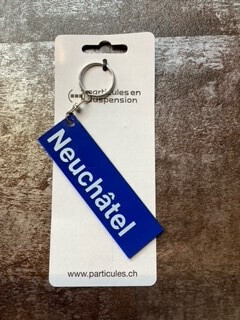 particules en
suspension
Neuchâtel
www.particules.ch